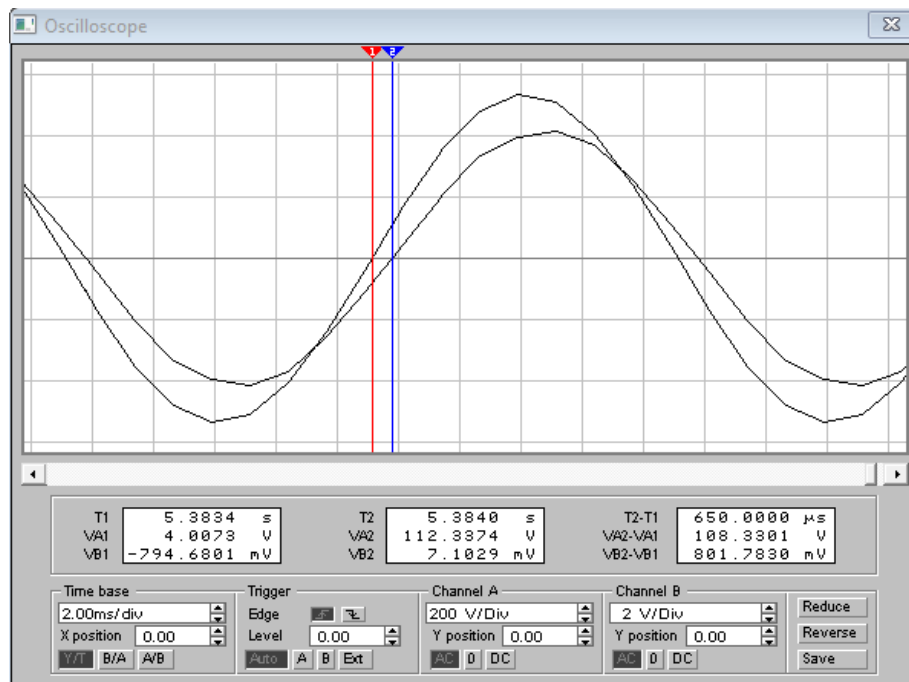 Oscilloscope
1 2
T1 5.3834 s
VA1 4.0073 V
VB1 -794.6801 mV
T2 5.3840 s
VA2 112.3374 V
VB2 7.1029 mV
T2-T1 650.0000 µs
VA2-VA1 108.3301 V
VB2-VB1 801.7830 mV
Time base
2.00ms/div
X position 0.00
Y/T B/A A/B
Trigger
Edge
Level 0.00
Auto A B Ext
Channel A
200 V/Div
Y position 0.00
AC 0 DC
Channel B
2 V/Div
Y position 0.00
AC 0 DC
Reduce
Reverse
Save